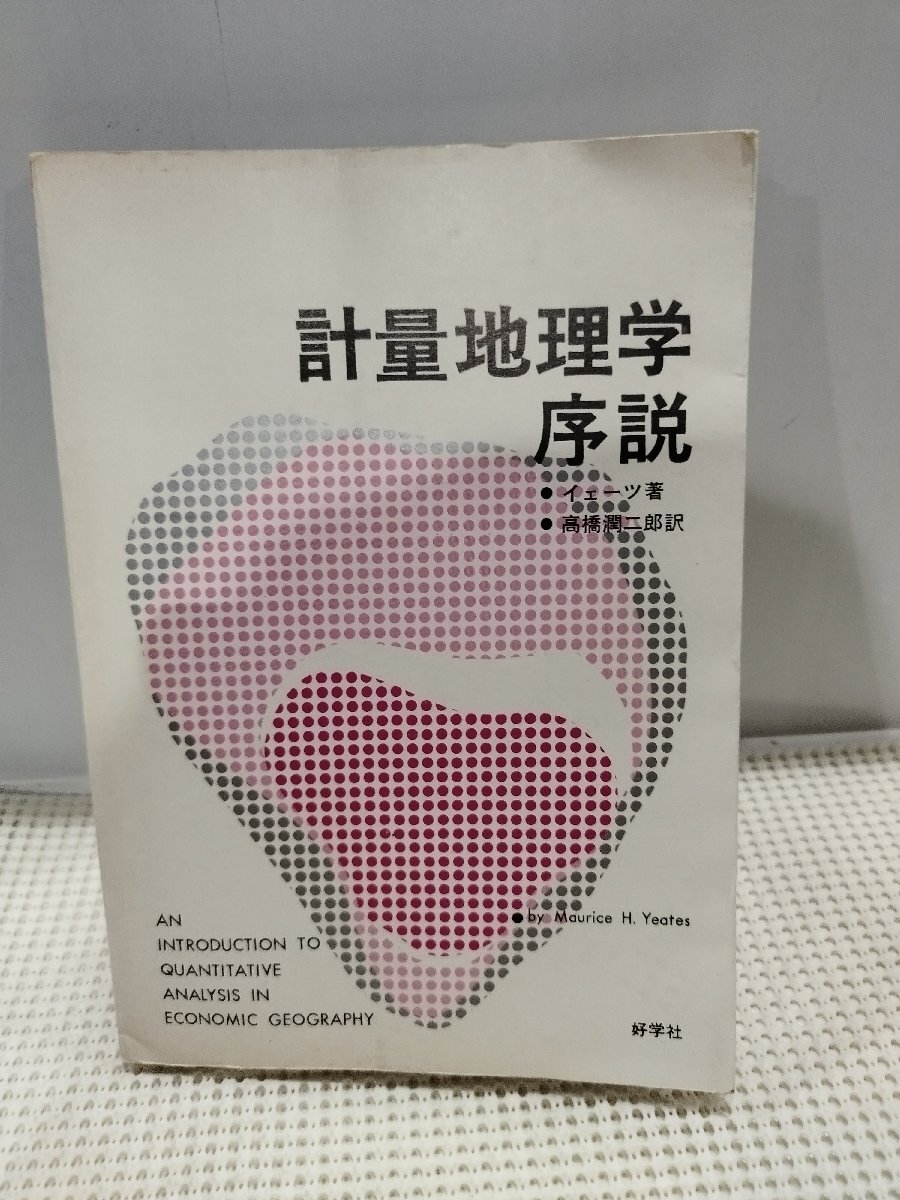 計量地理学
序説
● イェーツ著
● 高橋潤二郎訳
AN
INTRODUCTION TO
QUANTITATIVE
ANALYSIS IN
ECONOMIC GEOGRAPHY
● by Maurice H. Yeates
好学社